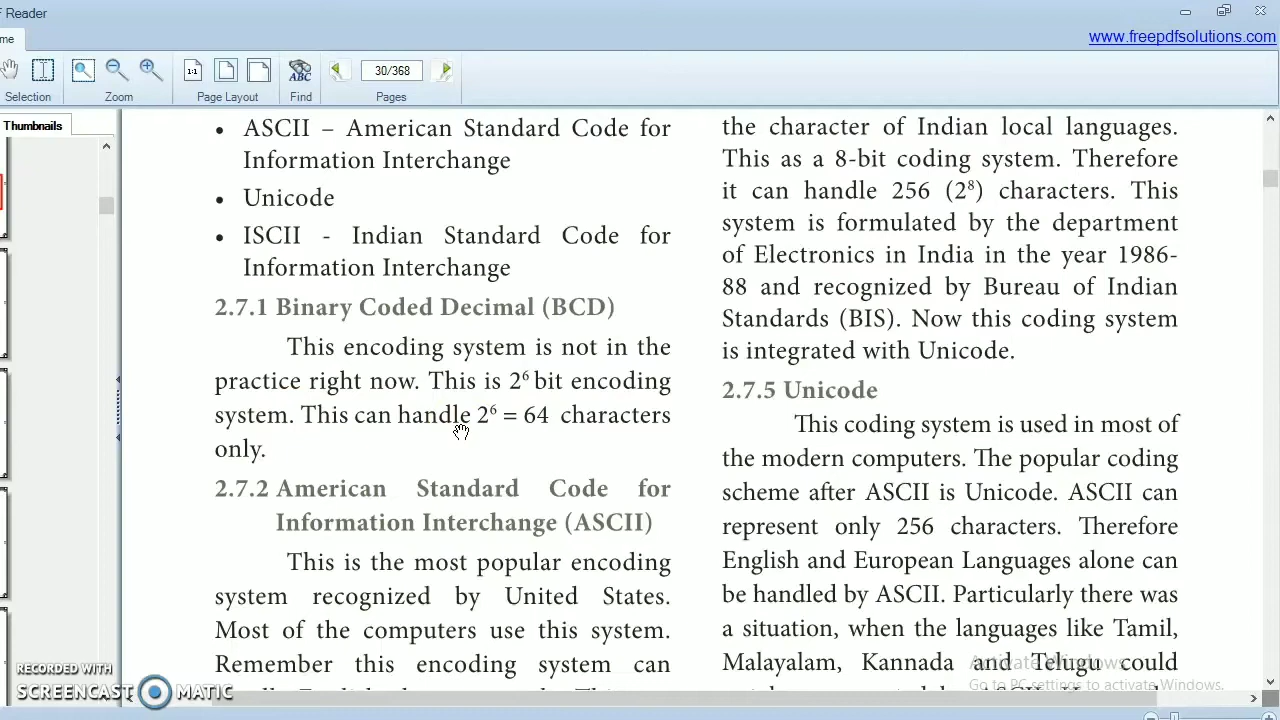 F Reader
www.freepdfsolutions.com
me
1:1
ABC
30/368
Selection
Zoom
Page Layout
Find
Pages
Thumbnails
• ASCII – American Standard Code for
Information Interchange
• Unicode
• ISCII - Indian Standard Code for
Information Interchange
2.7.1 Binary Coded Decimal (BCD)
This encoding system is not in the
practice right now. This is 2⁶ bit encoding
system. This can handle 2⁶ = 64 characters
only.
2.7.2 American Standard Code for
Information Interchange (ASCII)
This is the most popular encoding
system recognized by United States.
Most of the computers use this system.
Remember this encoding system can
the character of Indian local languages.
This as a 8-bit coding system. Therefore
it can handle 256 (2⁸) characters. This
system is formulated by the department
of Electronics in India in the year 1986-
88 and recognized by Bureau of Indian
Standards (BIS). Now this coding system
is integrated with Unicode.
2.7.5 Unicode
This coding system is used in most of
the modern computers. The popular coding
scheme after ASCII is Unicode. ASCII can
represent only 256 characters. Therefore
English and European Languages alone can
be handled by ASCII. Particularly there was
a situation, when the languages like Tamil,
Malayalam, Kannada and Telugu could
Activate Windows
Go to PC settings to activate Windows.
RECORDED WITH
SCREENCAST MATIC